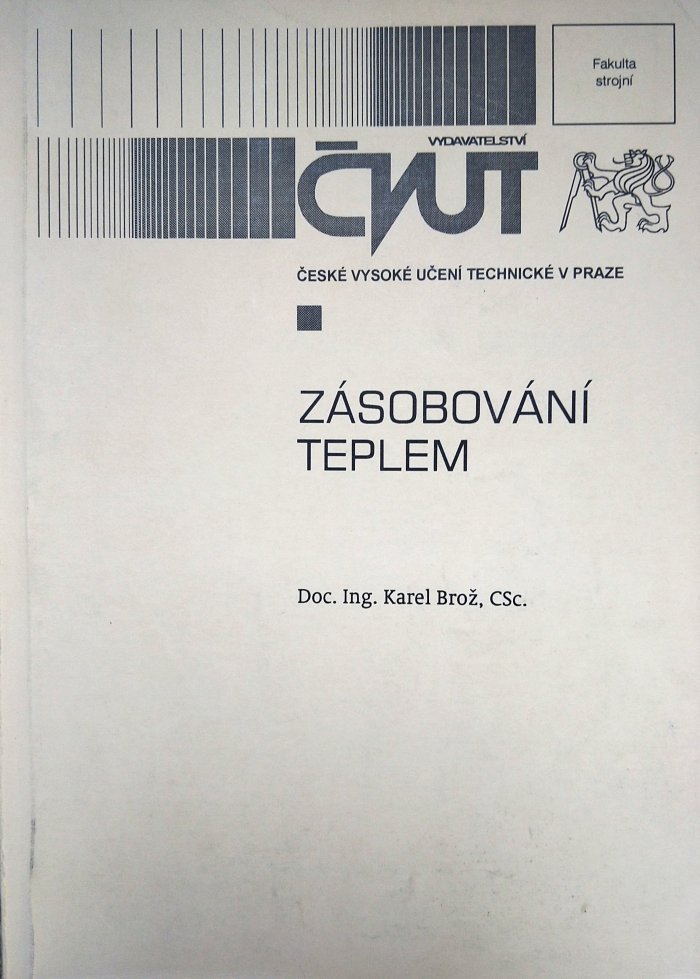 Fakulta
strojní
VYDAVATELSTVÍ
ČVUT
ČESKÉ VYSOKÉ UČENÍ TECHNICKÉ V PRAZE
ZÁSOBOVÁNÍ
TEPLEM
Doc. Ing. Karel Brož, CSc.